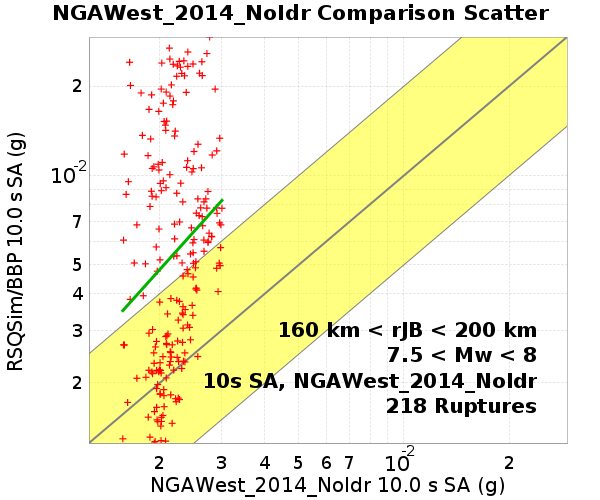 NGAWest_2014_NoIdr Comparison Scatter
RSQSim/BBP 10.0 s SA (g)
2
10-2
7
5
4
3
2
160 km < rJB < 200 km
7.5 < Mw < 8
10s SA, NGAWest_2014_NoIdr
218 Ruptures
2 3 4 5 6 7 10-2 2
NGAWest_2014_NoIdr 10.0 s SA (g)